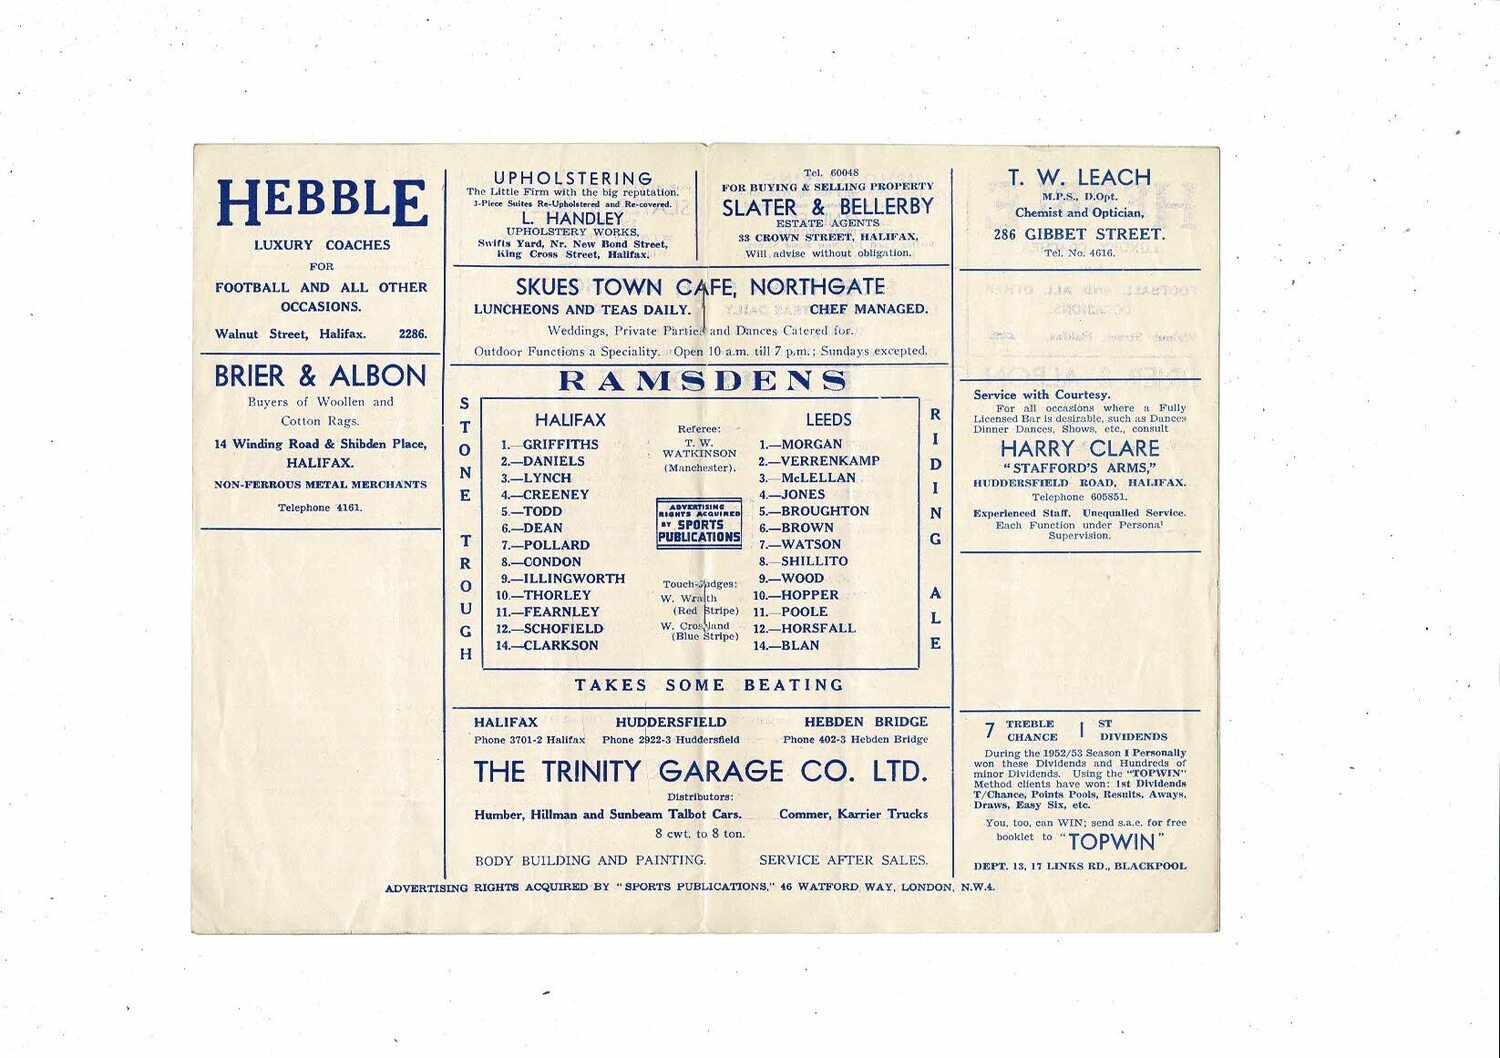 HEBBLE
LUXURY COACHES
FOR
FOOTBALL AND ALL OTHER
OCCASIONS.
Walnut Street, Halifax. 2286.
BRIER & ALBON
Buyers of Woollen and
Cotton Rags.
14 Winding Road & Shibden Place,
HALIFAX.
NON-FERROUS METAL MERCHANTS
Telephone 4161.
UPHOLSTERING
The Little Firm with the big reputation.
3-Piece Suites Re-Upholstered and Re-covered.
L. HANDLEY
UPHOLSTERY WORKS,
Swifts Yard, Nr. New Bond Street,
King Cross Street, Halifax.
Tel. 60048
FOR BUYING & SELLING PROPERTY
SLATER & BELLERBY
ESTATE AGENTS
33 CROWN STREET, HALIFAX,
Will advise without obligation.
SKUES TOWN CAFE, NORTHGATE
LUNCHEONS AND TEAS DAILY. CHEF MANAGED.
Weddings, Private Parties and Dances Catered for.
Outdoor Functions a Speciality. Open 10 a.m. till 7 p.m.; Sundays excepted.
RAMSDENS
STONE TROUGH
HALIFAX
1.—GRIFFITHS
2.—DANIELS
3.—LYNCH
4.—CREENEY
5.—TODD
6.—DEAN
7.—POLLARD
8.—CONDON
9.—ILLINGWORTH
10.—THORLEY
11.—FEARNLEY
12.—SCHOFIELD
14.—CLARKSON
Referee:
T. W.
WATKINSON
(Manchester).
ADVERTISING
RIGHTS ACQUIRED
BY SPORTS
PUBLICATIONS
Touch-Judges:
W. Wraith
(Red Stripe)
W. Crossland
(Blue Stripe)
LEEDS
1.—MORGAN
2.—VERRENKAMP
3.—McLELLAN
4.—JONES
5.—BROUGHTON
6.—BROWN
7.—WATSON
8.—SHILLITO
9.—WOOD
10.—HOPPER
11.—POOLE
12.—HORSFALL
14.—BLAN
RIDING ALE
TAKES SOME BEATING
HALIFAX HUDDERSFIELD HEBDEN BRIDGE
Phone 3701-2 Halifax Phone 2922-3 Huddersfield Phone 402-3 Hebden Bridge
THE TRINITY GARAGE CO. LTD.
Distributors:
Humber, Hillman and Sunbeam Talbot Cars. Commer, Karrier Trucks
8 cwt. to 8 ton.
BODY BUILDING AND PAINTING. SERVICE AFTER SALES.
T. W. LEACH
M.P.S., D.Opt.
Chemist and Optician,
286 GIBBET STREET.
Tel. No. 4616.
Service with Courtesy.
For all occasions where a Fully
Licensed Bar is desirable, such as Dances
Dinner Dances, Shows, etc., consult
HARRY CLARE
"STAFFORD'S ARMS,"
HUDDERSFIELD ROAD, HALIFAX.
Telephone 605851.
Experienced Staff. Unequalled Service.
Each Function under Personal
Supervision.
7 TREBLE CHANCE 1 ST DIVIDENDS
During the 1952/53 Season I Personally
won these Dividends and Hundreds of
minor Dividends. Using the "TOPWIN"
Method clients have won: 1st Dividends
T/Chance, Points Pools, Results, Aways,
Draws, Easy Six, etc.
You, too, can WIN; send s.a.e. for free
booklet to "TOPWIN"
DEPT. 13, 17 LINKS RD., BLACKPOOL
ADVERTISING RIGHTS ACQUIRED BY "SPORTS PUBLICATIONS," 46 WATFORD WAY, LONDON, N.W.4.